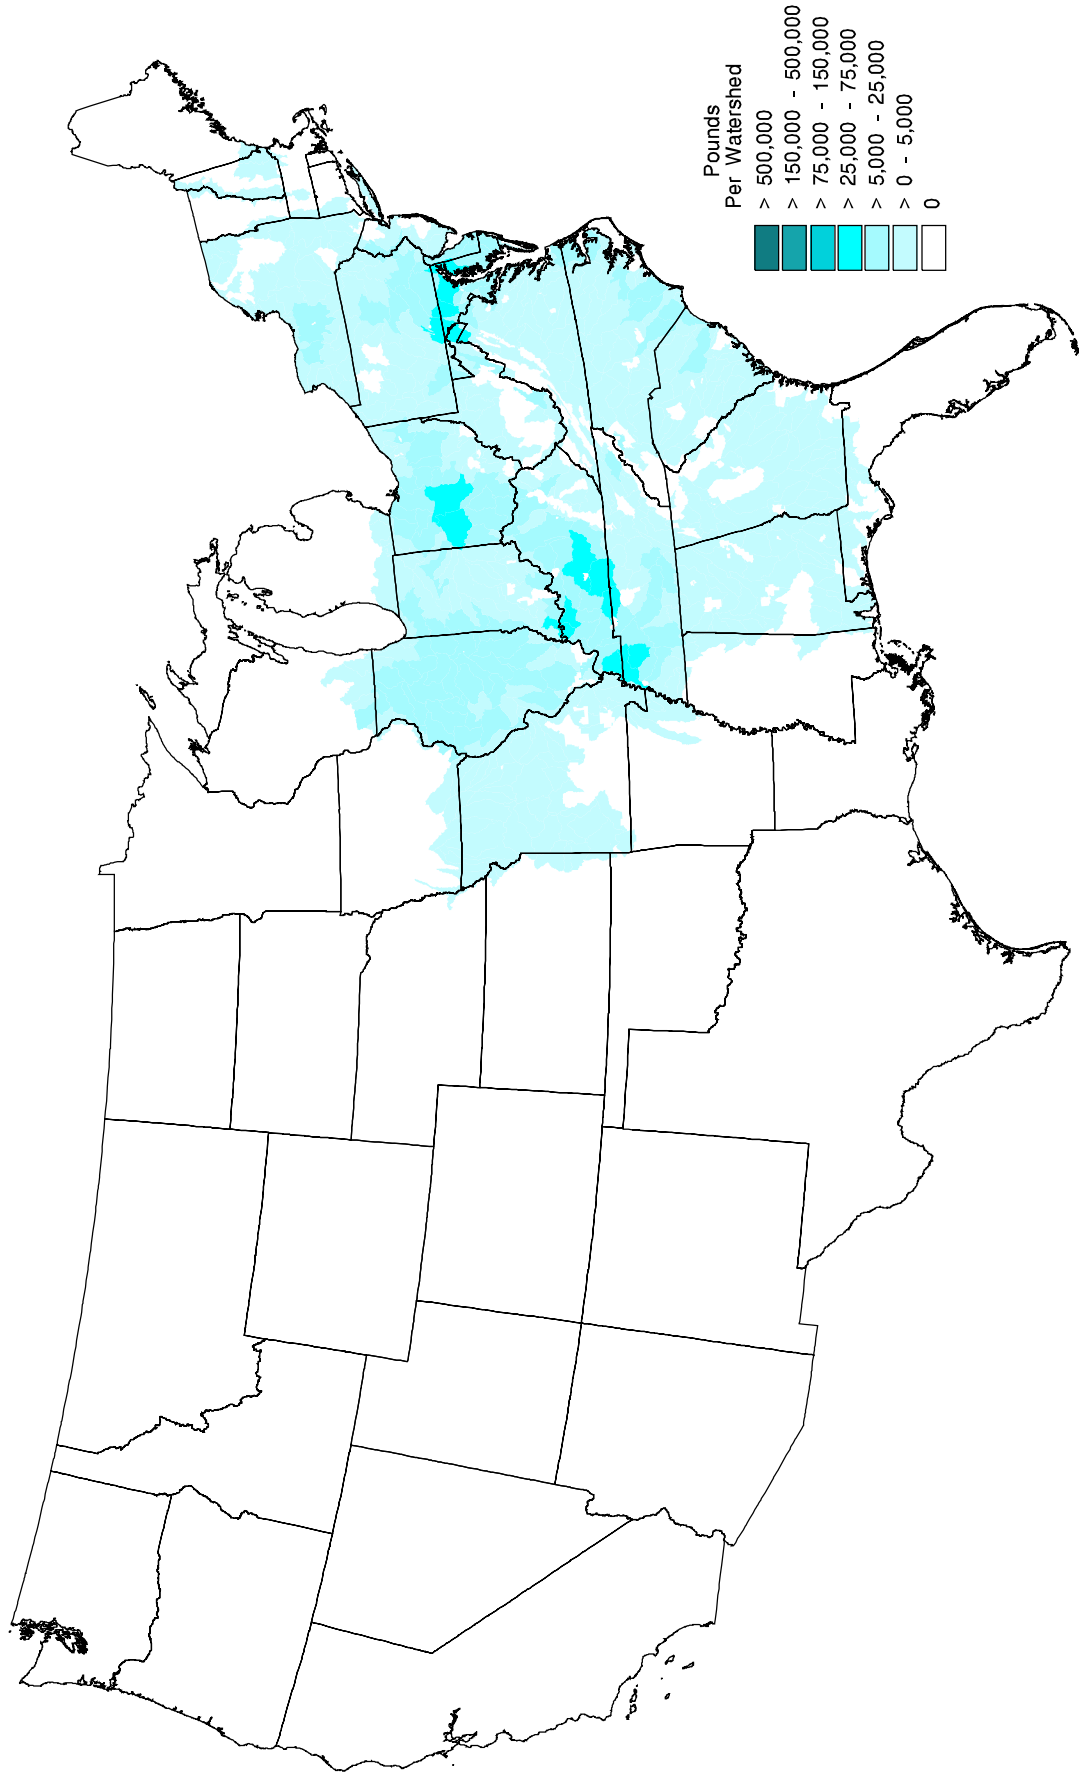 Pounds
Per Watershed
> 500,000
> 150,000 - 500,000
> 75,000 - 150,000
> 25,000 - 75,000
> 5,000 - 25,000
> 0 - 5,000
0